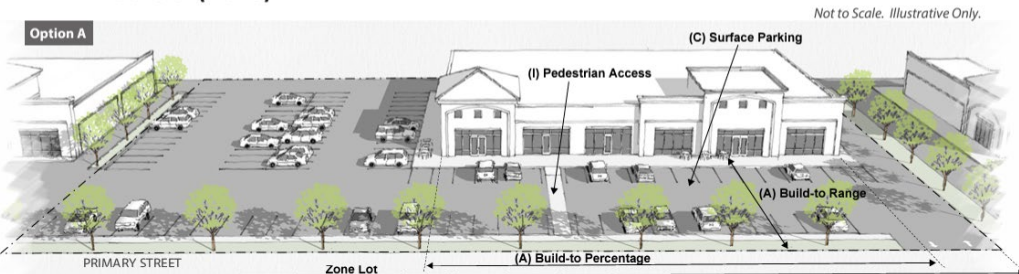 Not to Scale. Illustrative Only.
Option A
(C) Surface Parking
(I) Pedestrian Access
(A) Build-to Range
PRIMARY STREET
(A) Build-to Percentage
Zone Lot